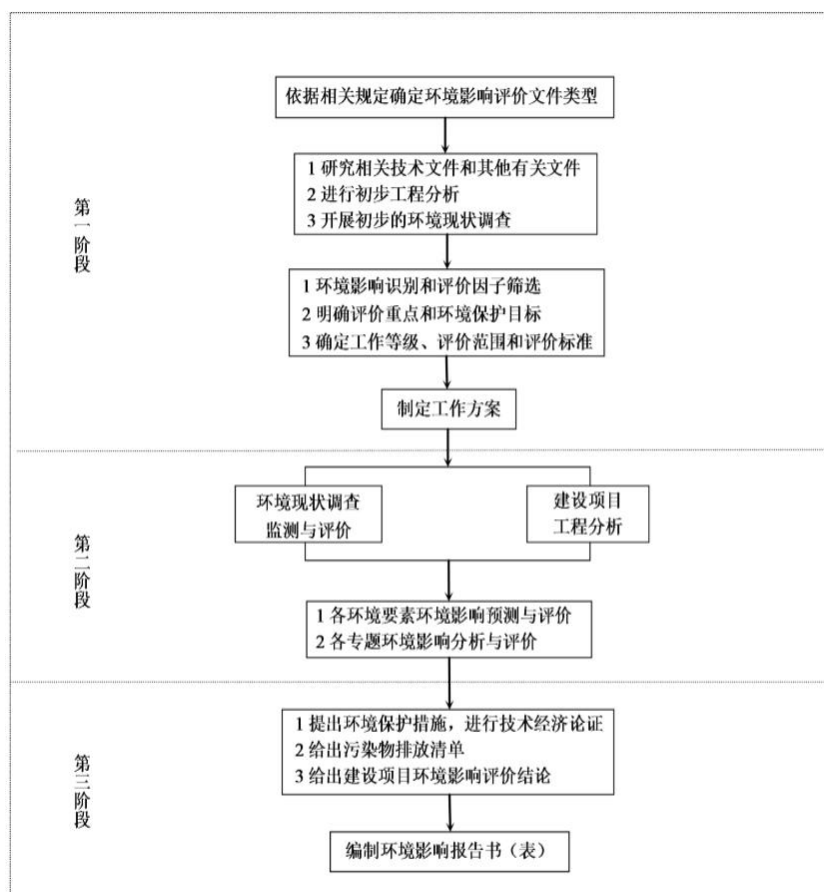 依据相关规定确定环境影响评价文件类型
1 研究相关技术文件和其他有关文件
2 进行初步工程分析
3 开展初步的环境现状调查
第一阶段
1 环境影响识别和评价因子筛选
2 明确评价重点和环境保护目标
3 确定工作等级、评价范围和评价标准
制定工作方案
环境现状调查
监测与评价
建设项目
工程分析
第二阶段
1 各环境要素环境影响预测与评价
2 各专题环境影响分析与评价
1 提出环境保护措施，进行技术经济论证
2 给出污染物排放清单
3 给出建设项目环境影响评价结论
第三阶段
编制环境影响报告书（表）